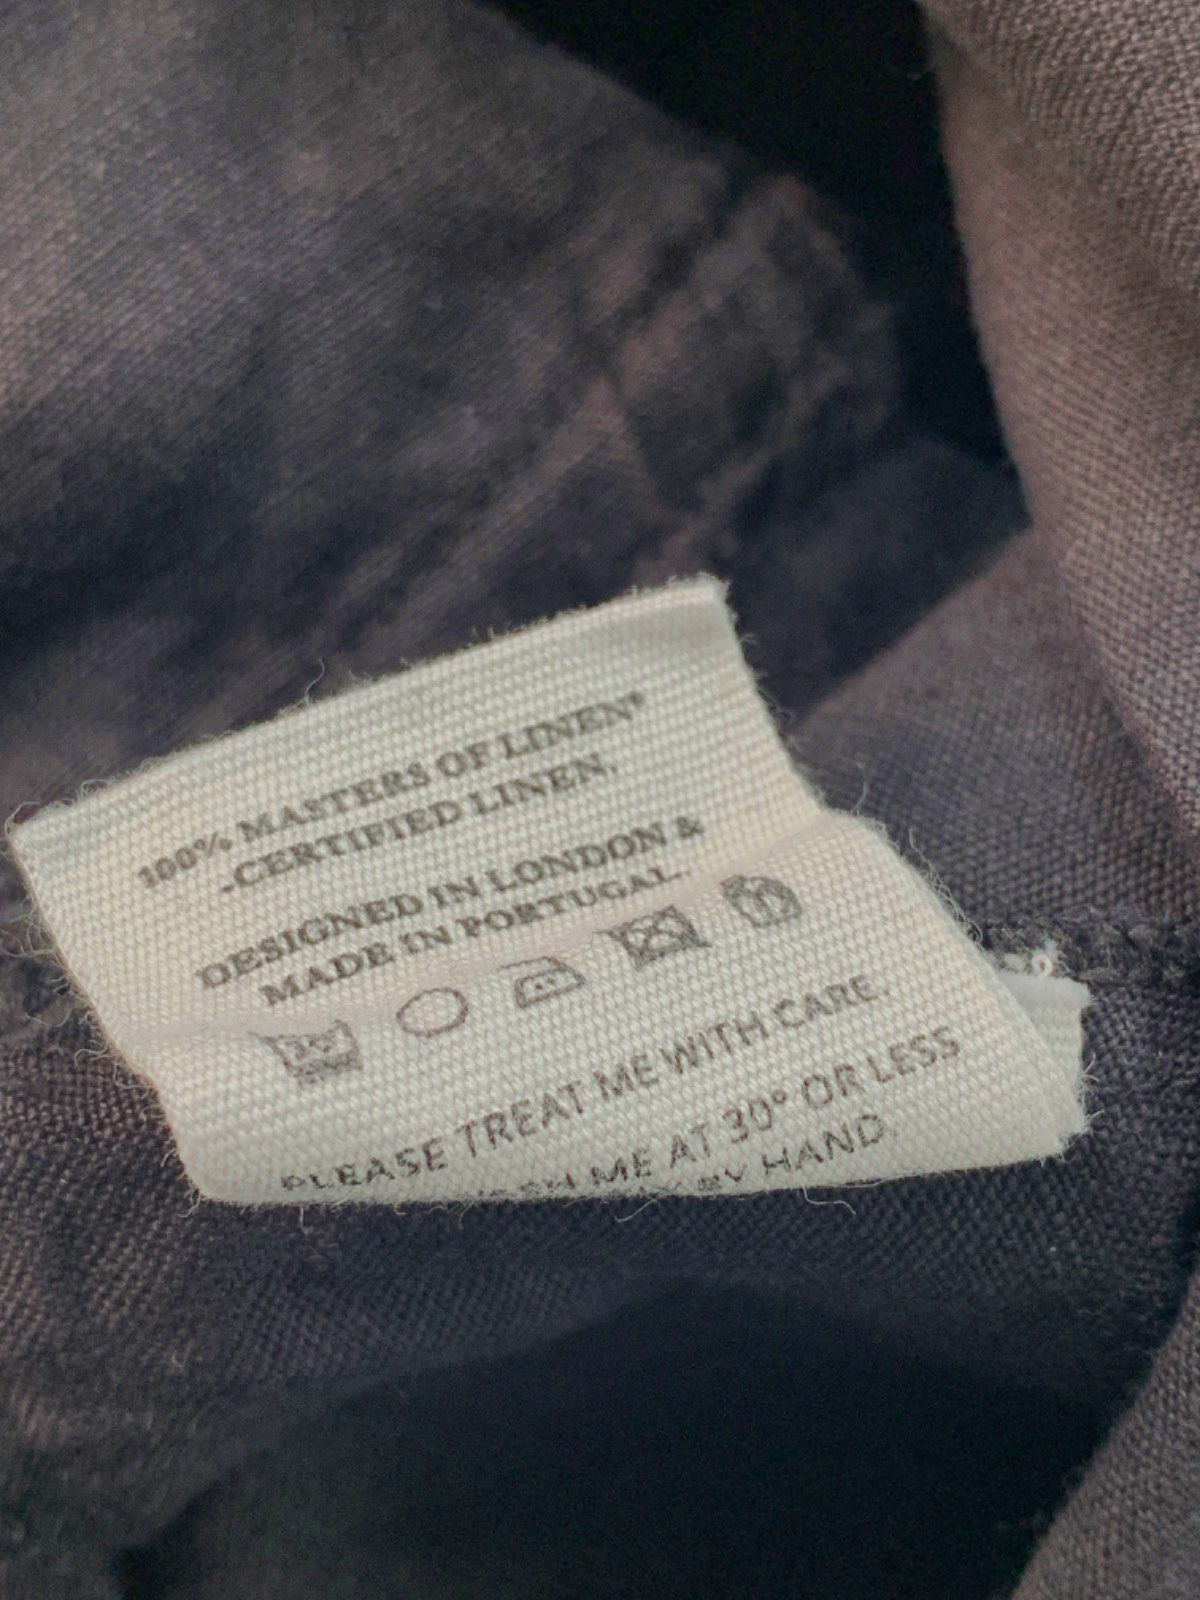 100% MASTERS OF LINEN®
-CERTIFIED LINEN.
DESIGNED IN LONDON &
MADE IN PORTUGAL.
PLEASE TREAT ME WITH CARE.
ME AT 30° OR LESS
BY HAND.